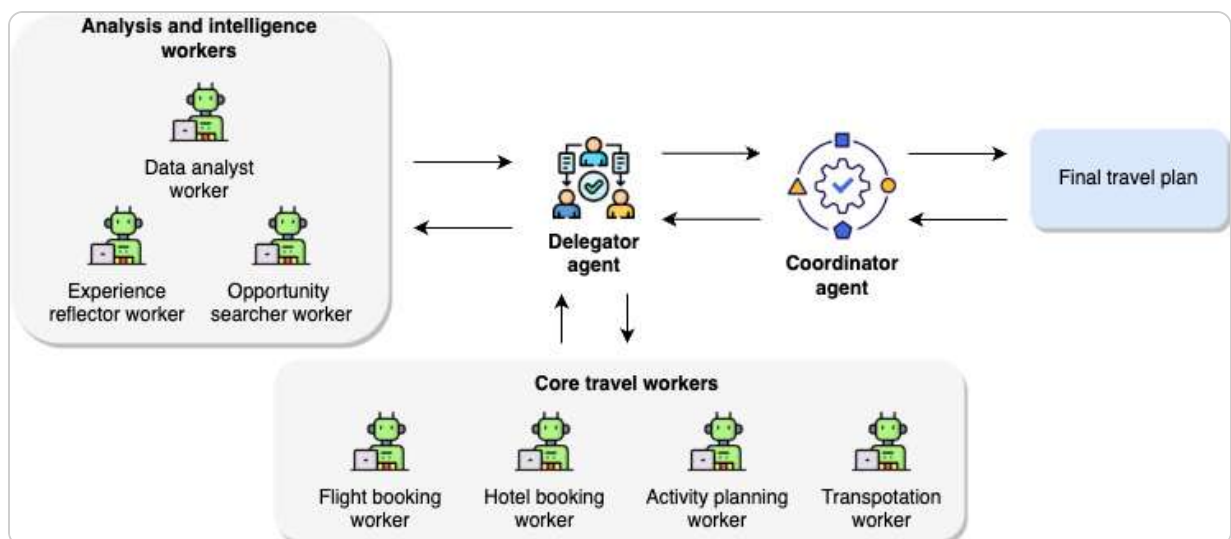 Analysis and intelligence
workers
Data analyst
worker
Experience
reflector worker
Opportunity
searcher worker
Delegator
agent
Coordinator
agent
Final travel plan
Core travel workers
Flight booking
worker
Hotel booking
worker
Activity planning
worker
Transpotation
worker